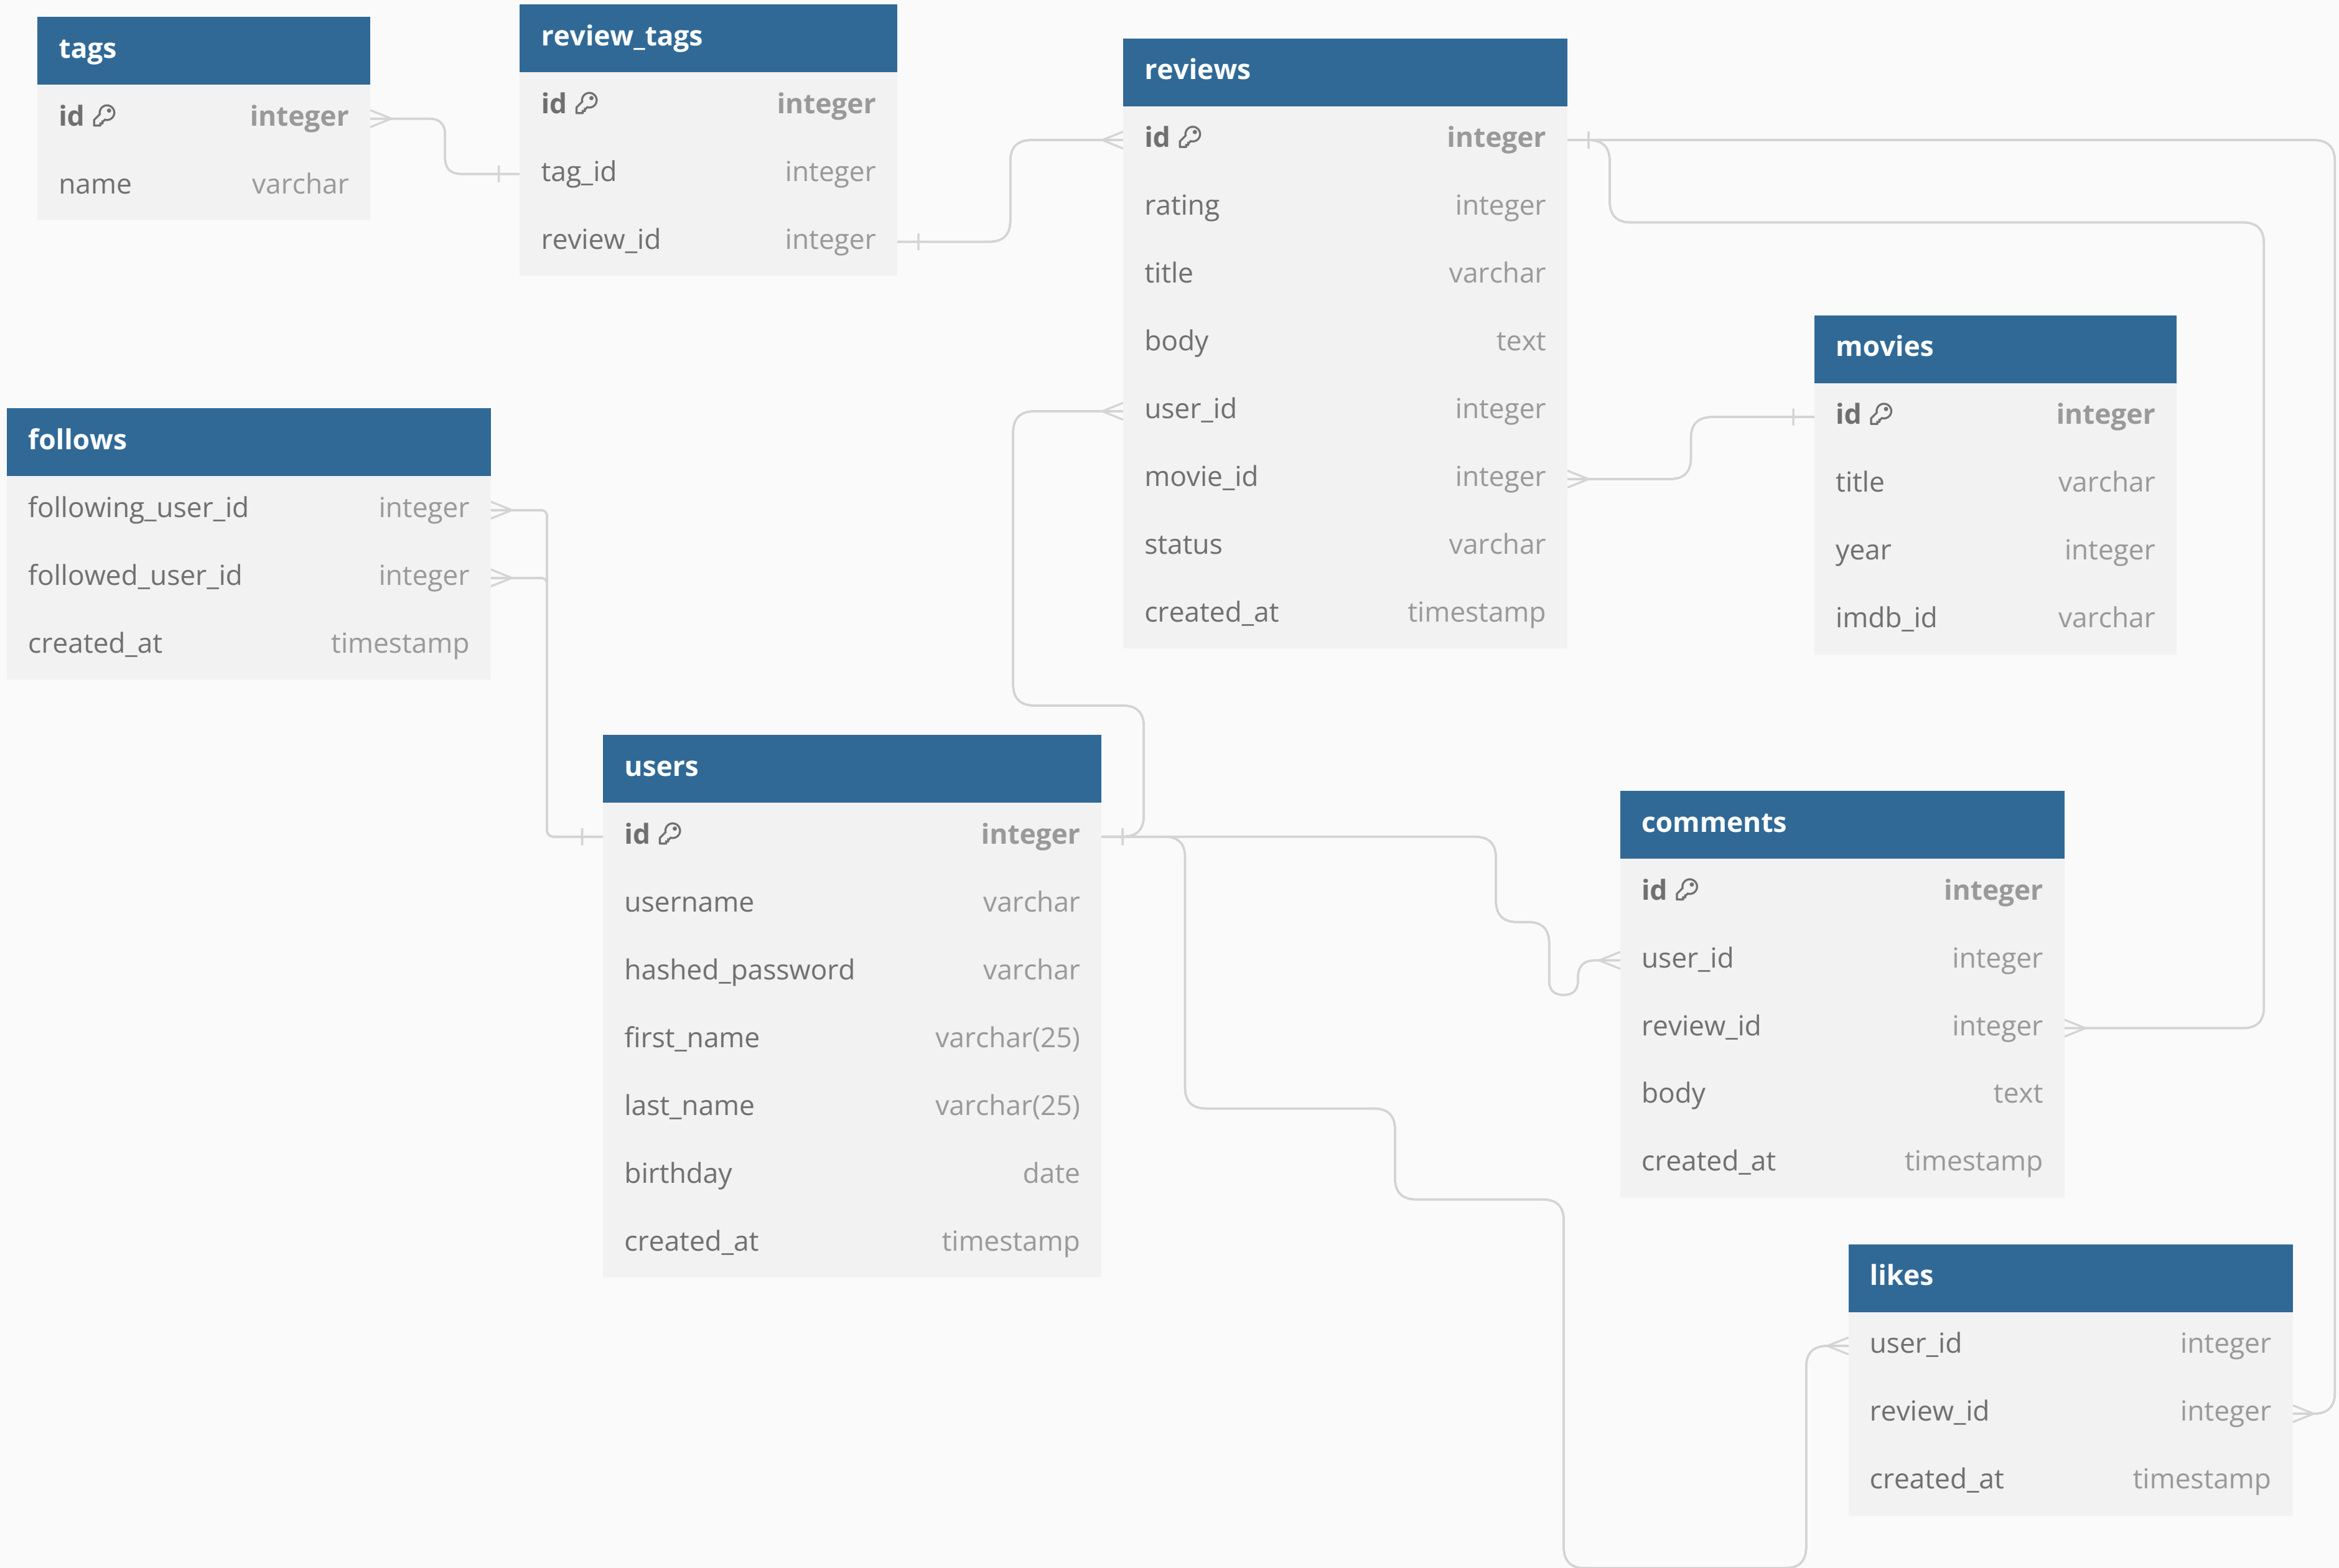 tags
id integer
name varchar
review_tags
id integer
tag_id integer
review_id integer
reviews
id integer
rating integer
title varchar
body text
user_id integer
movie_id integer
status varchar
created_at timestamp
movies
id integer
title varchar
year integer
imdb_id varchar
follows
following_user_id integer
followed_user_id integer
created_at timestamp
users
id integer
username varchar
hashed_password varchar
first_name varchar(25)
last_name varchar(25)
birthday date
created_at timestamp
comments
id integer
user_id integer
review_id integer
body text
created_at timestamp
likes
user_id integer
review_id integer
created_at timestamp